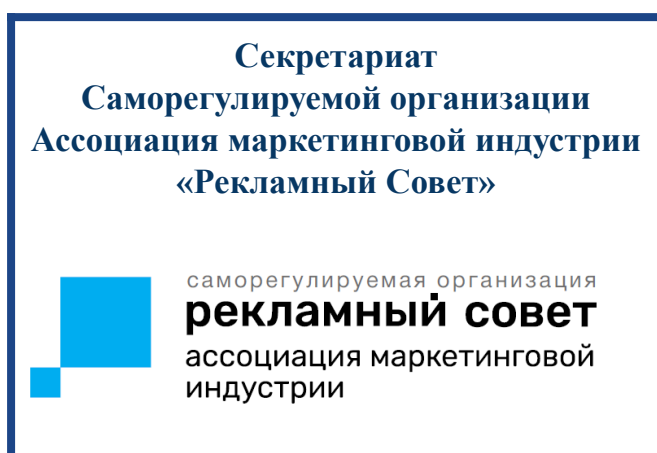 Секретариат
Саморегулируемой организации
Ассоциация маркетинговой индустрии
«Рекламный Совет»
саморегулируемая организация
рекламный совет
ассоциация маркетинговой
индустрии